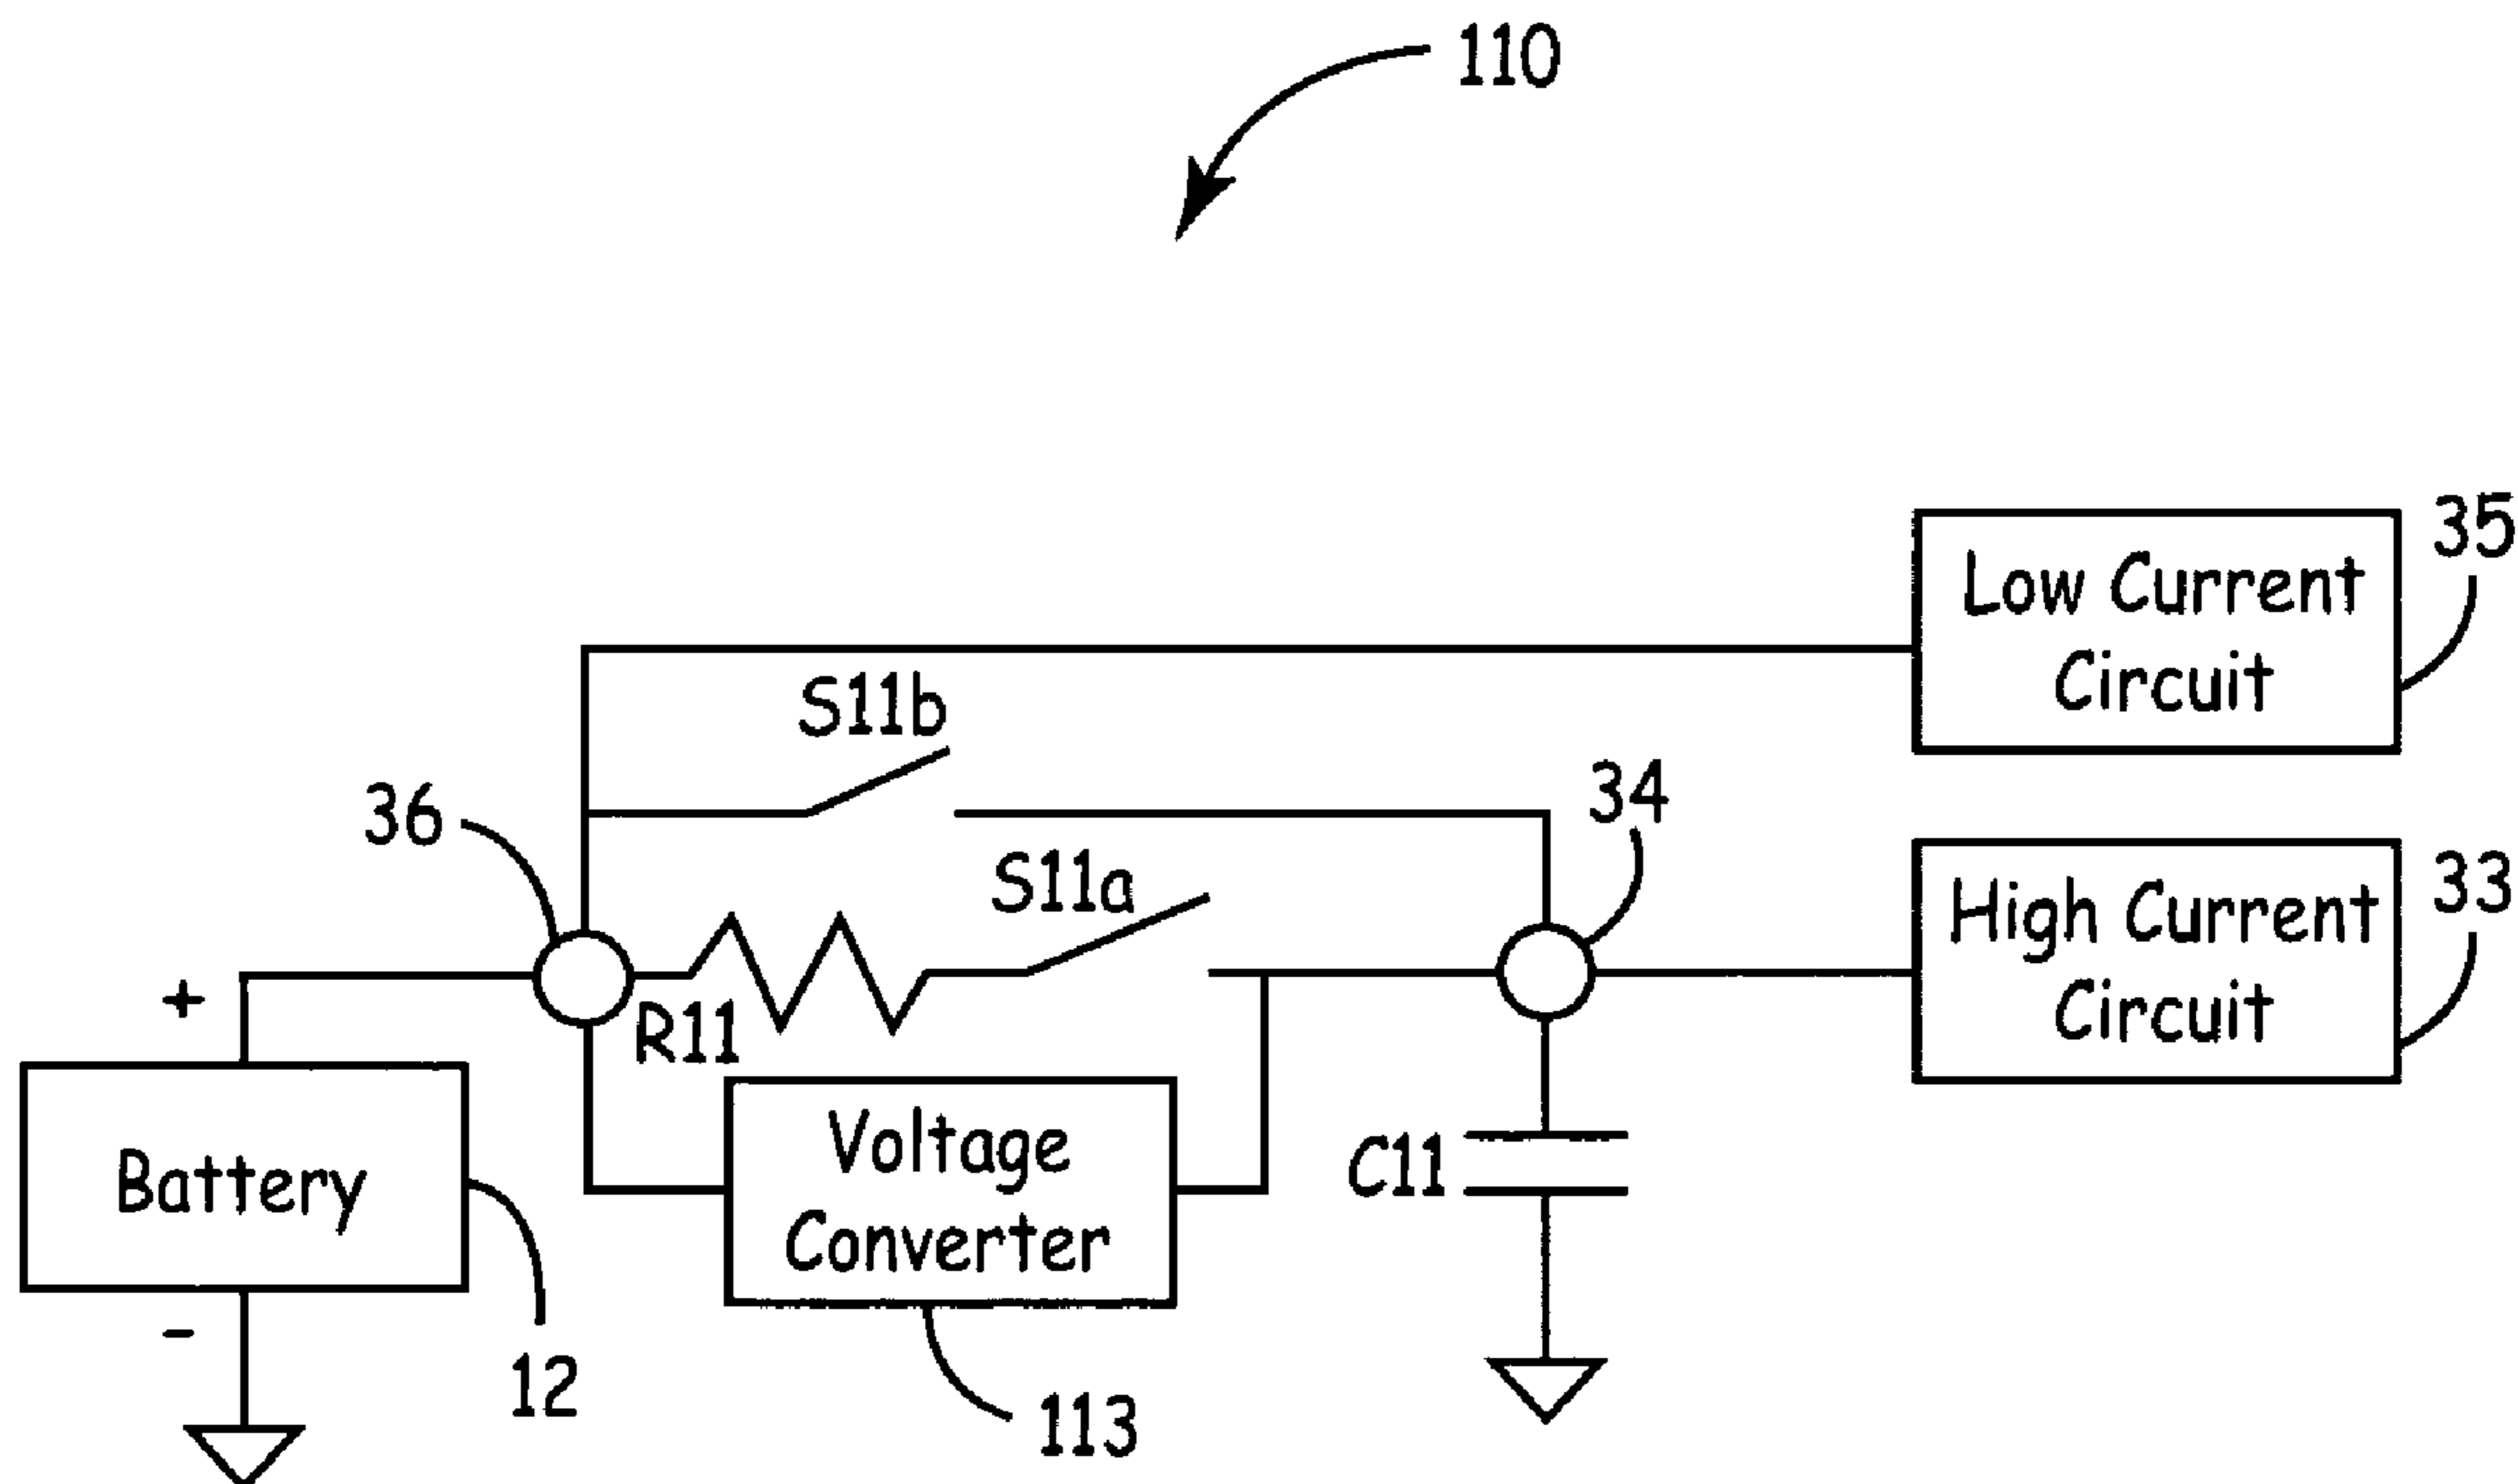 110
35
Low Current
Circuit
S11b
34
36
S11a
High Current
Circuit
33
+
R11
Voltage
Converter
C11
Battery
-
12
113